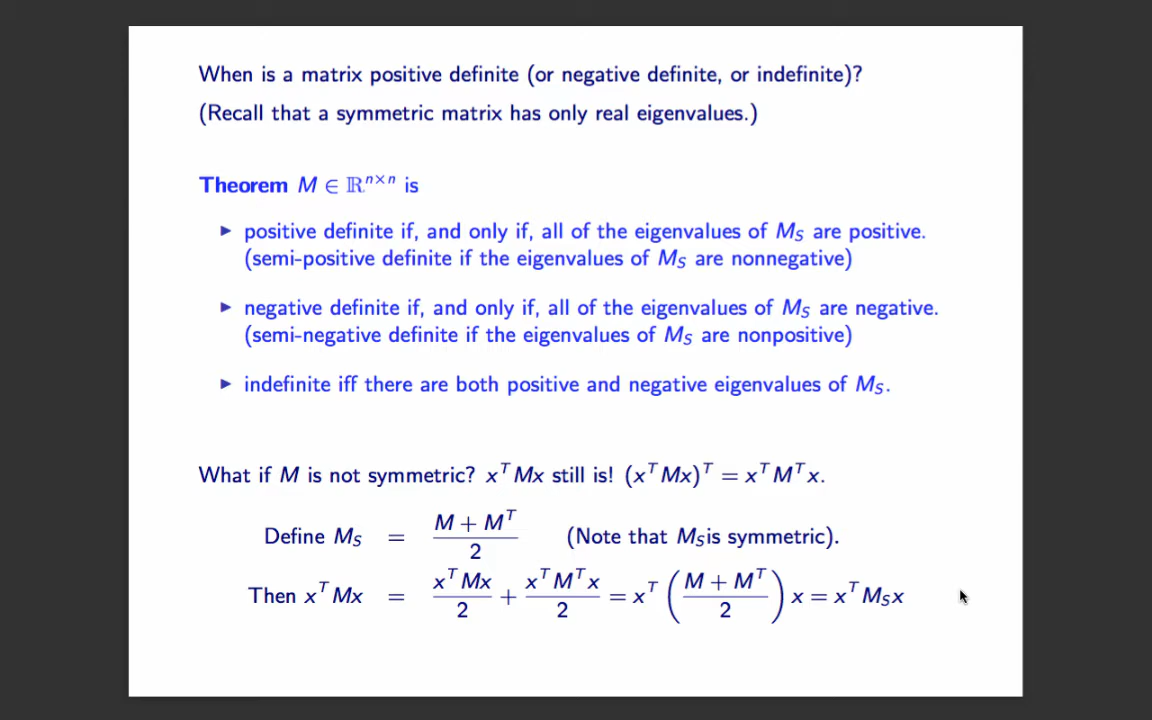 When is a matrix positive definite (or negative definite, or indefinite)?
(Recall that a symmetric matrix has only real eigenvalues.)
Theorem M ∈ ℝⁿˣⁿ is
▶ positive definite if, and only if, all of the eigenvalues of M_S are positive.
(semi-positive definite if the eigenvalues of M_S are nonnegative)
▶ negative definite if, and only if, all of the eigenvalues of M_S are negative.
(semi-negative definite if the eigenvalues of M_S are nonpositive)
▶ indefinite iff there are both positive and negative eigenvalues of M_S.
What if M is not symmetric? x^T Mx still is! (x^T Mx)^T = x^T M^T x.
Define M_S = (M + M^T)/2 (Note that M_S is symmetric).
Then x^T Mx = x^T Mx/2 + x^T M^T x/2 = x^T ((M + M^T)/2) x = x^T M_S x